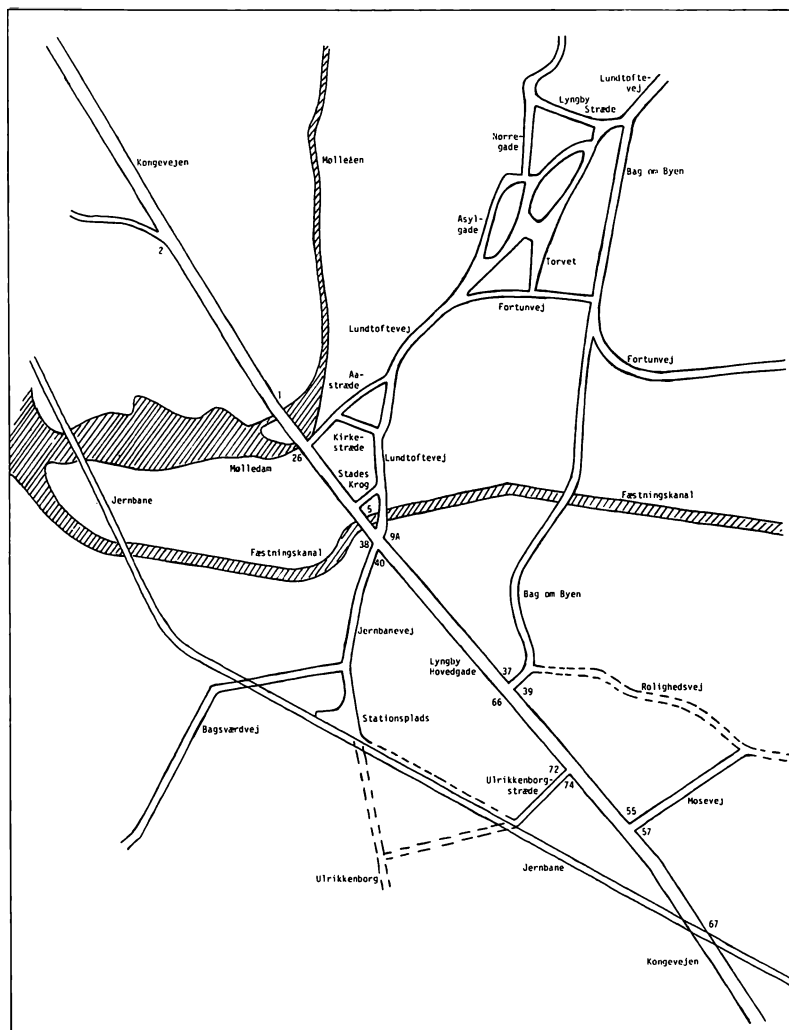 Lundtofte-
vej
Lyngby
Stræde
Nørre-
gade
Kongevejen
Mølleåen
Bag om Byen
Asyl-
gade
2
Torvet
Fortunvej
Lundtoftevej
Fortunvej
Aa-
stræde
1
Kirke-
stræde
26
Lundtoftevej
Mølledam
Stades
Krog
Jernbane
Fæstningskanal
5
9A
38
Fæstningskanal
40
Bag om Byen
Jernbanevej
Lyngby
Hovedgade
37
39
Rolighedsvej
66
Stationsplads
Bagsværdvej
72
Ulrikkenborg-
stræde
74
Mosevej
55
57
Jernbane
Ulrikkenborg
67
Kongevejen